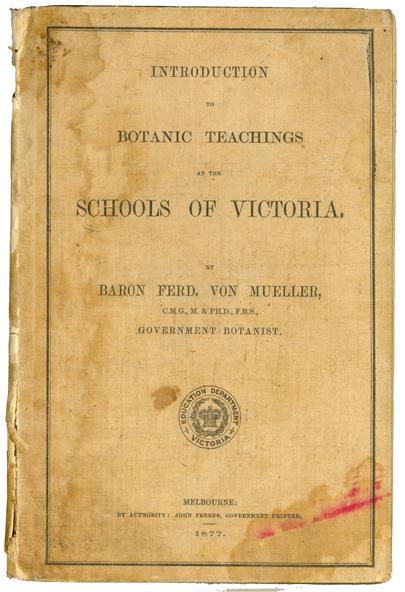 INTRODUCTION
TO
BOTANIC TEACHINGS
AT THE
SCHOOLS OF VICTORIA.
BY
BARON FERD. VON MUELLER,
C.M.G., M. & PH.D., F.R.S.,
GOVERNMENT BOTANIST.
EDUCATION DEPARTMENT
VICTORIA
MELBOURNE:
BY AUTHORITY: JOHN FERRES, GOVERNMENT PRINTER.
1877.